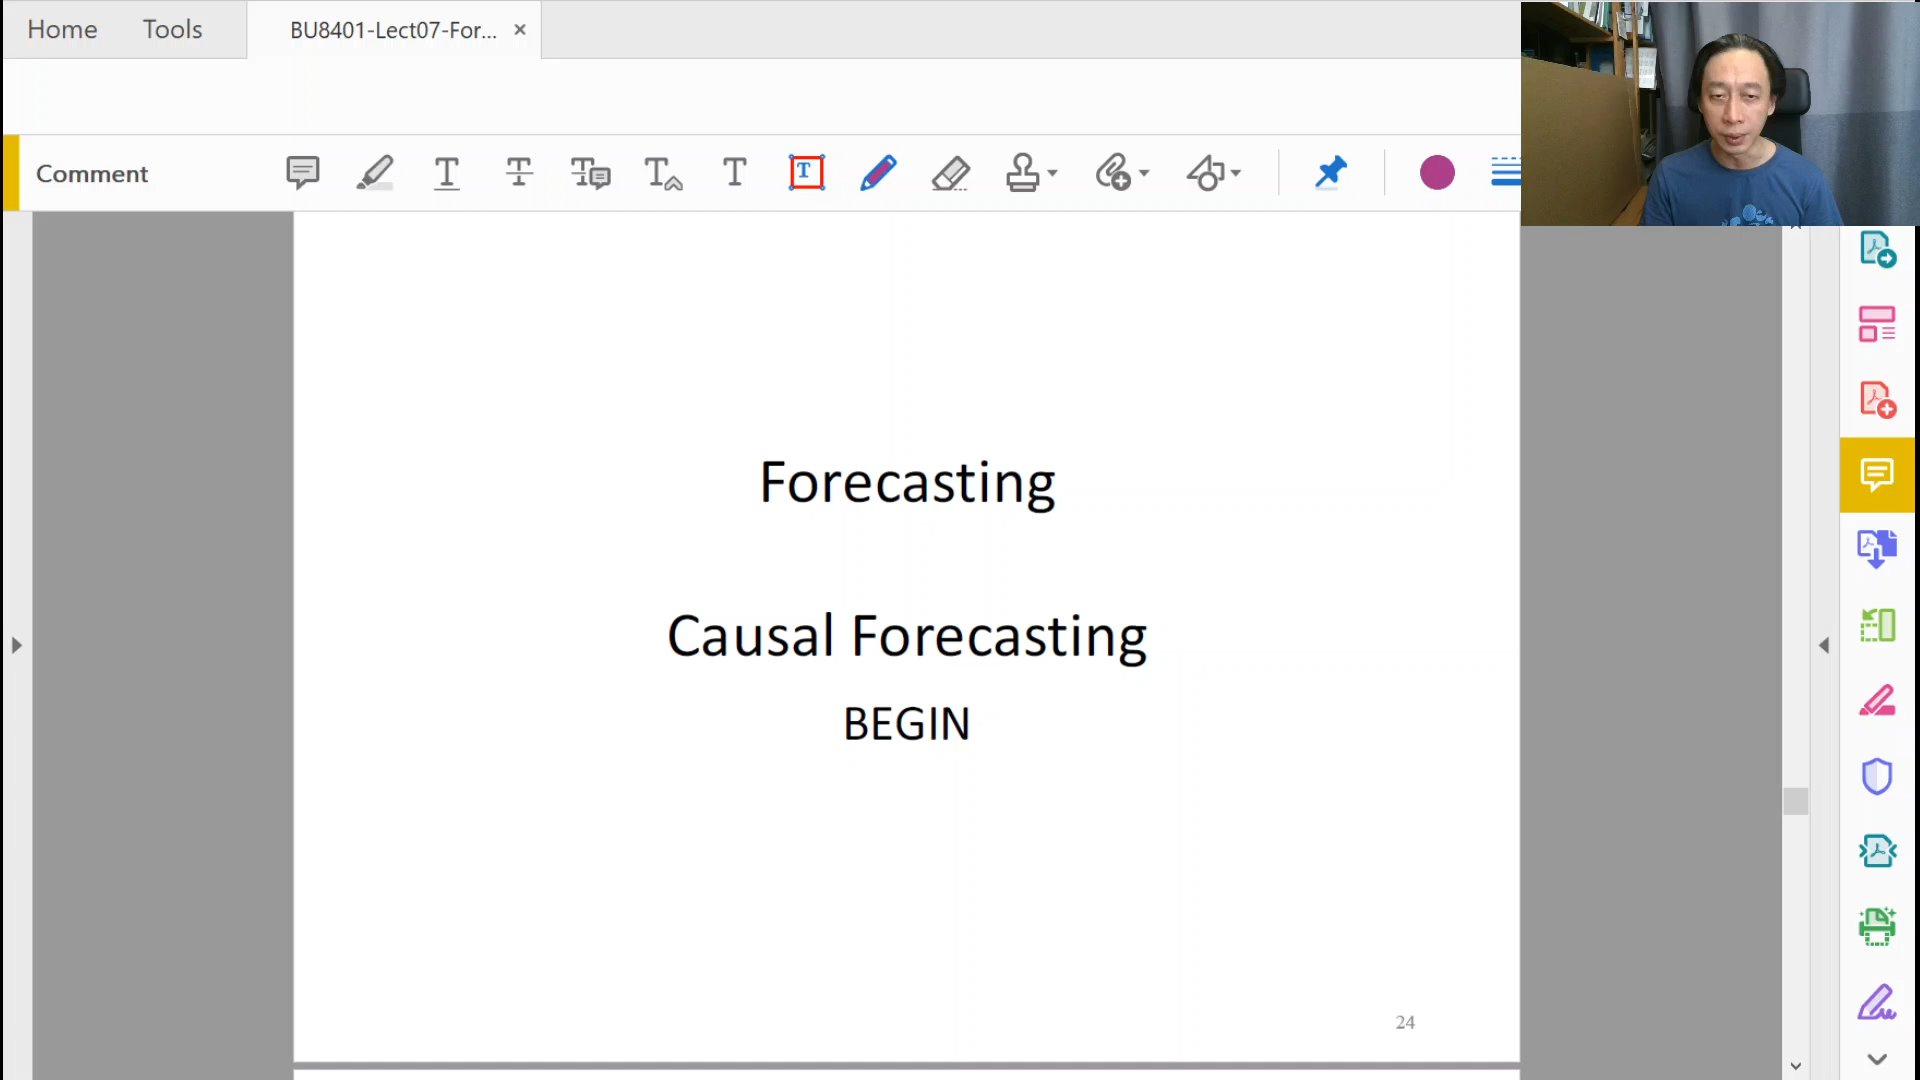 Home Tools BU8401-Lect07-For... ×
Comment
Forecasting
Causal Forecasting
BEGIN
24